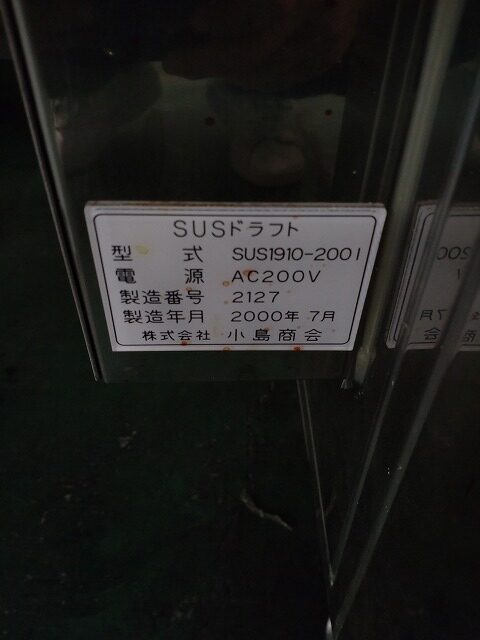 SUSドラフト
型式 SUS1910-2001
電源 AC200V
製造番号 2127
製造年月 2000年7月
株式会社 小島商会